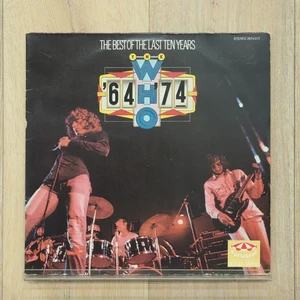 THE BEST OF THE LAST TEN YEARS
THE
WHO
'64 '74